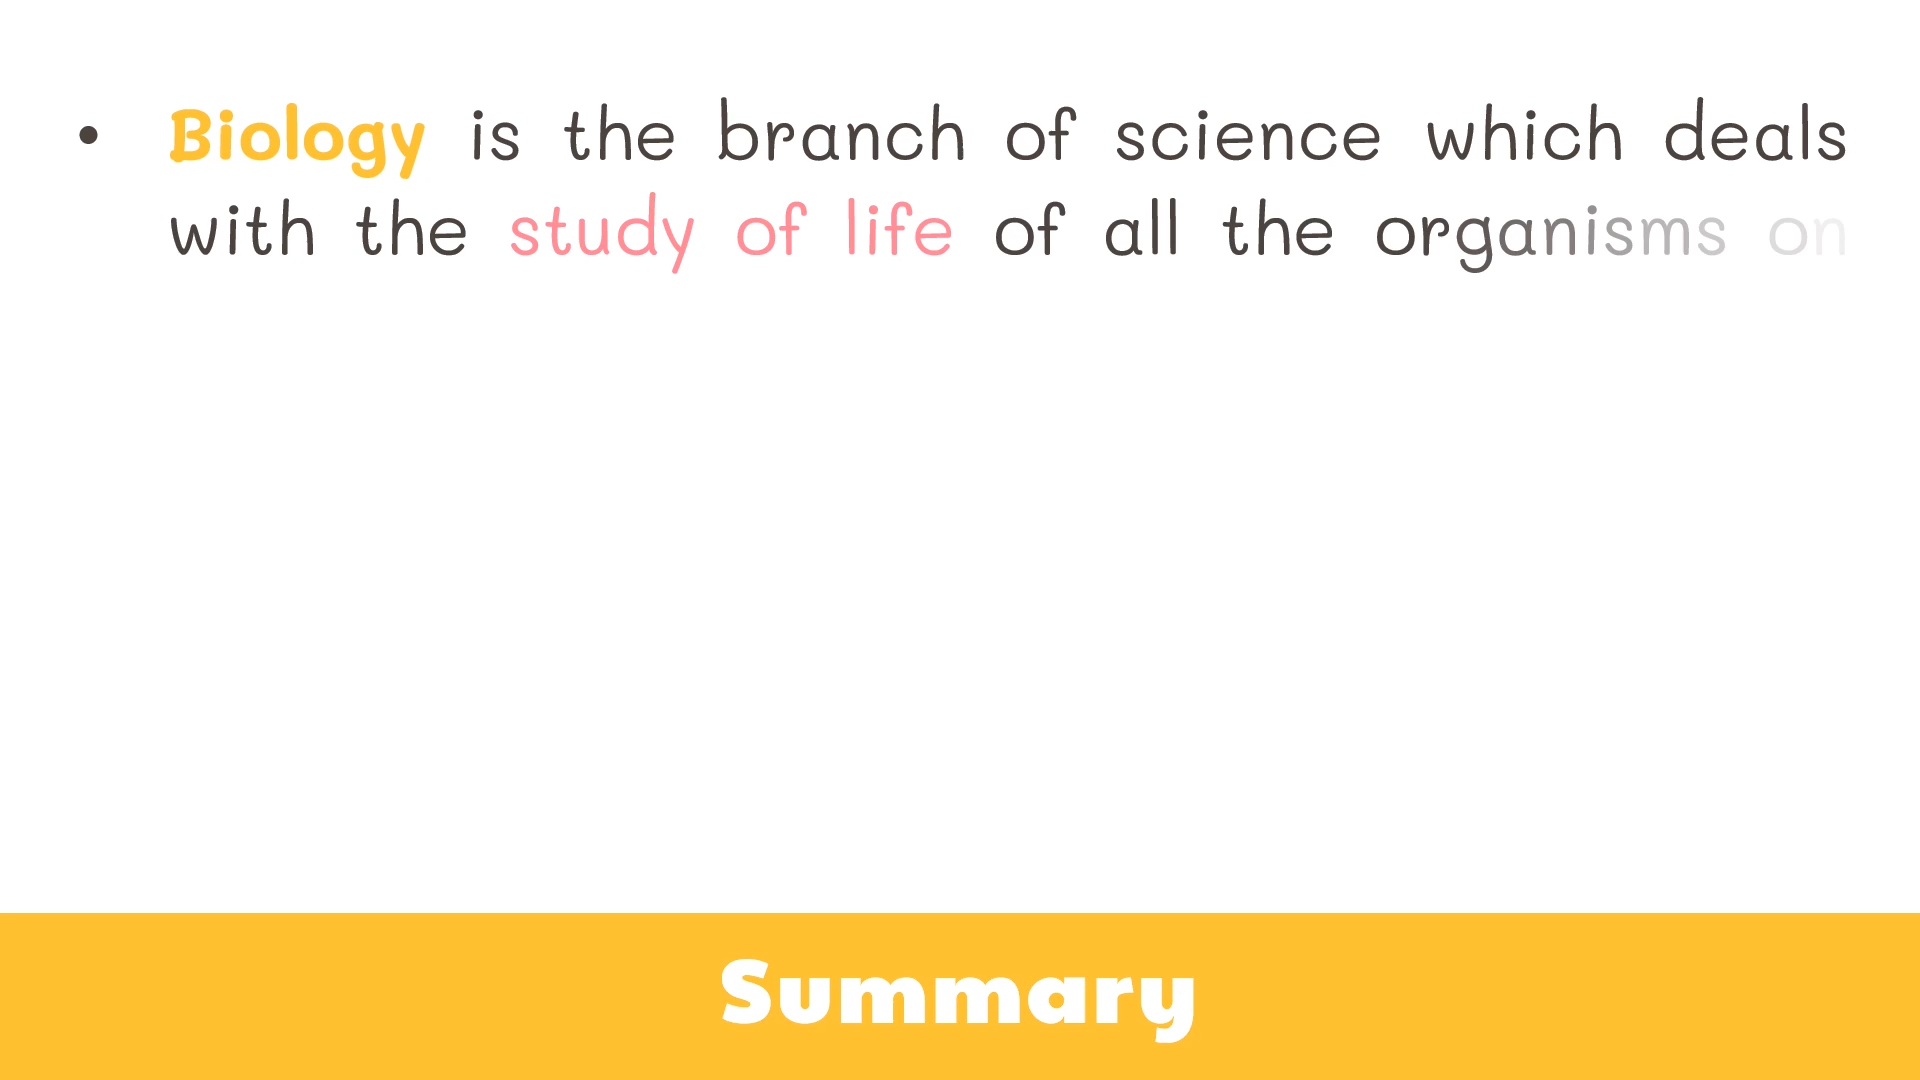 • Biology is the branch of science which deals
with the study of life of all the organisms on
Summary